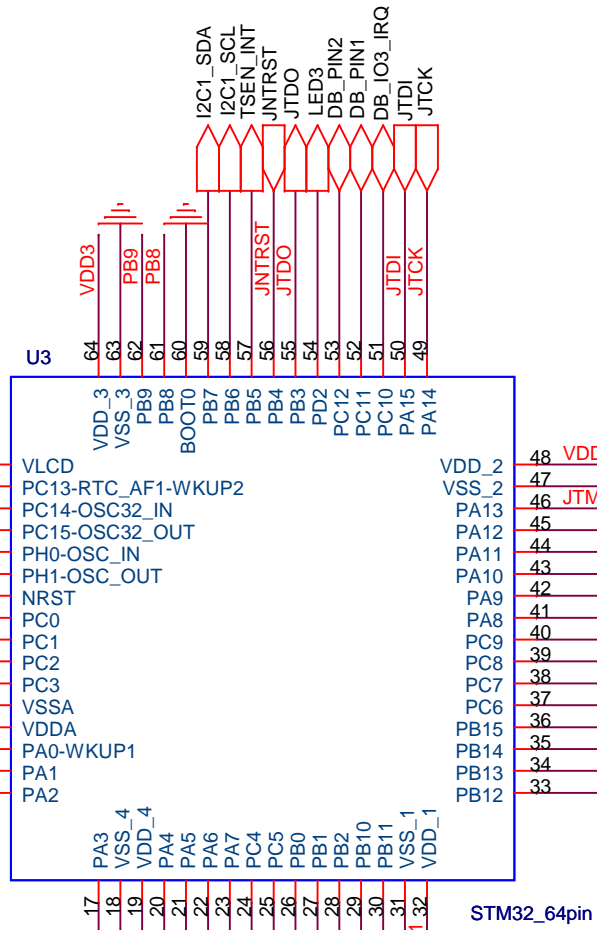 I2C1_SDA
I2C1_SCL
TSEN_INT
JNTRST
JTDO
LED3
DB_PIN2
DB_PIN1
DB_IO3_IRQ
JTDI
JTCK
VDD3
PB9
PB8
JNTRST
JTDO
JTDI
JTCK
64
63
62
61
60
59
58
57
56
55
54
53
52
51
50
49
U3
VDD_3
VSS_3
PB9
PB8
BOOT0
PB7
PB6
PB5
PB4
PB3
PD2
PC12
PC11
PC10
PA15
PA14
VLCD
PC13-RTC_AF1-WKUP2
PC14-OSC32_IN
PC15-OSC32_OUT
PH0-OSC_IN
PH1-OSC_OUT
NRST
PC0
PC1
PC2
PC3
VSSA
VDDA
PA0-WKUP1
PA1
PA2
VDD_2 48 VDD
VSS_2 47
PA13 46 JTM
PA12 45
PA11 44
PA10 43
PA9 42
PA8 41
PC9 40
PC8 39
PC7 38
PC6 37
PB15 36
PB14 35
PB13 34
PB12 33
PA3
VSS_4
VDD_4
PA4
PA5
PA6
PA7
PC4
PC5
PB0
PB1
PB2
PB10
PB11
VSS_1
VDD_1
17
18
19
20
21
22
23
24
25
26
27
28
29
30
31
32
STM32_64pin